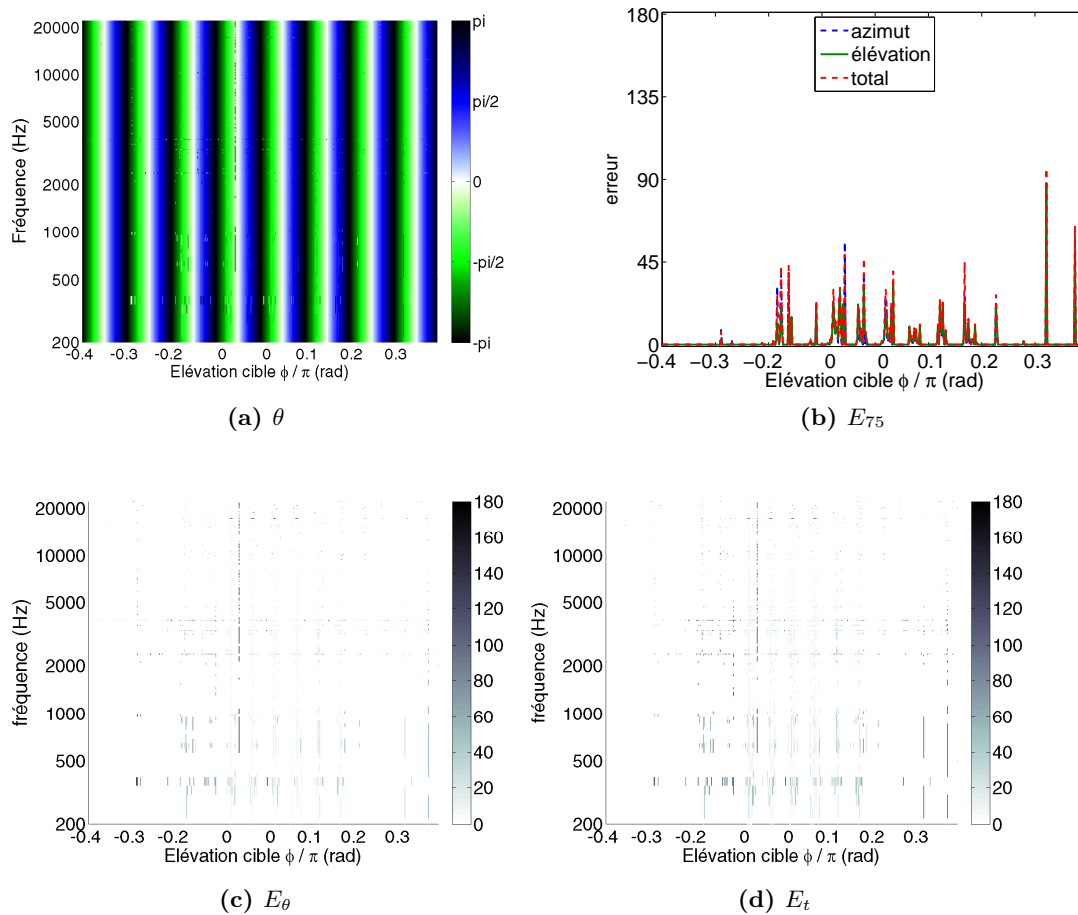 20000
10000
5000
2000
1000
500
200
Fréquence (Hz)
-0.4 -0.3 -0.2 -0.1 0 0 0.1 0.2 0.3
Elévation cible ϕ / π (rad)
pi
pi/2
0
-pi/2
-pi
(a) θ
180
135
90
45
0
erreur
azimut
élévation
total
−0.4 −0.3 −0.2 −0.1 0 0 0.1 0.2 0.3
Elévation cible ϕ / π (rad)
(b) E75
20000
10000
5000
2000
1000
500
200
fréquence (Hz)
-0.4 -0.3 -0.2 -0.1 0 0 0.1 0.2 0.3
Elévation cible ϕ / π (rad)
180
160
140
120
100
80
60
40
20
0
(c) Eθ
20000
10000
5000
2000
1000
500
200
fréquence (Hz)
-0.4 -0.3 -0.2 -0.1 0 0 0.1 0.2 0.3
Elévation cible ϕ / π (rad)
180
160
140
120
100
80
60
40
20
0
(d) Et